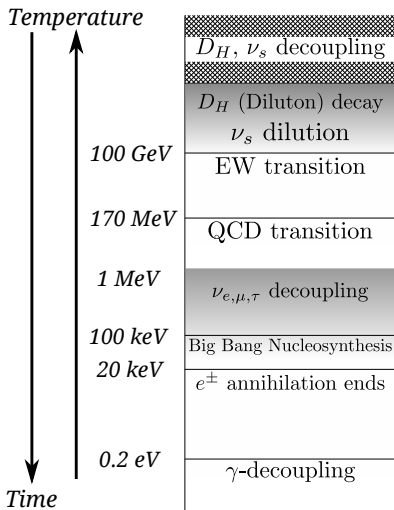 Temperature
D_H, ν_s decoupling
D_H (Diluton) decay
ν_s dilution
100 GeV
EW transition
170 MeV
QCD transition
1 MeV
ν_{e,μ,τ} decoupling
100 keV
Big Bang Nucleosynthesis
20 keV
e^± annihilation ends
0.2 eV
γ-decoupling
Time